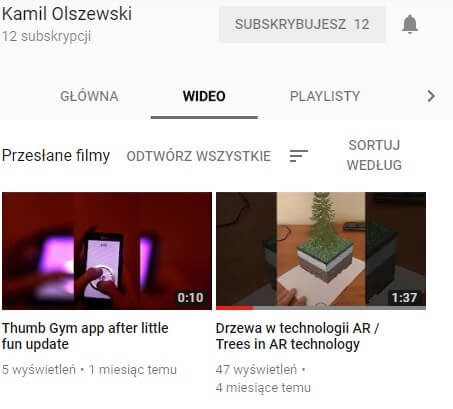 Kamil Olszewski
12 subskrypcji
SUBSKRYBUJESZ 12
GŁÓWNA
WIDEO
PLAYLISTY
Przesłane filmy
ODTWÓRZ WSZYSTKIE
SORTUJ
WEDŁUG
0:10
1:37
Thumb Gym app after little
fun update
5 wyświetleń • 1 miesiąc temu
Drzewa w technologii AR /
Trees in AR technology
47 wyświetleń •
4 miesiące temu